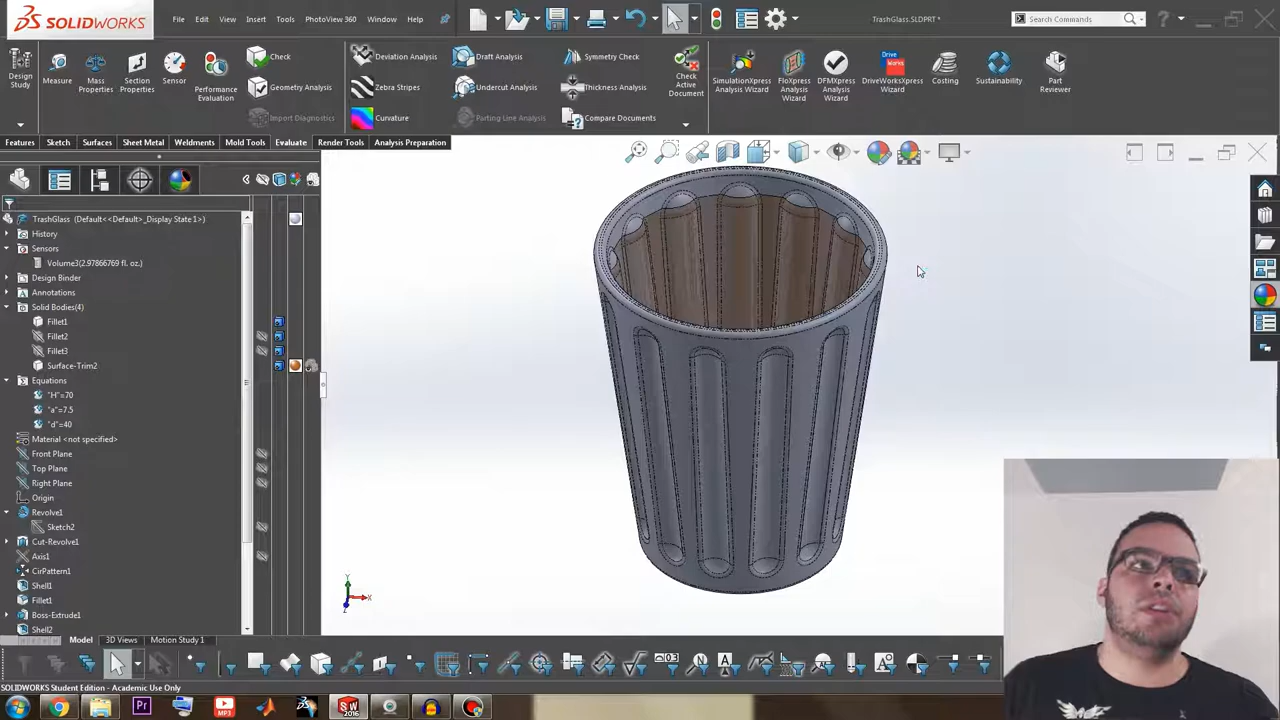 SOLIDWORKS
File Edit View Insert Tools PhotoView 360 Window Help
TrashGlass.SLDPRT *
Search Commands
Design Study
Measure
Mass Properties
Section Properties
Sensor
Performance Evaluation
Check
Geometry Analysis
Import Diagnostics
Deviation Analysis
Zebra Stripes
Curvature
Draft Analysis
Undercut Analysis
Parting Line Analysis
Symmetry Check
Thickness Analysis
Compare Documents
Check Active Document
SimulationXpress Analysis Wizard
FloXpress Analysis Wizard
DFMXpress Analysis Wizard
DriveWorksXpress Wizard
Costing
Sustainability
Part Reviewer
Features Sketch Surfaces Sheet Metal Weldments Mold Tools Evaluate Render Tools Analysis Preparation
TrashGlass (Default<<Default>_Display State 1>)
History
Sensors
Volume3(2.97866769 fl. oz.)
Design Binder
Annotations
Solid Bodies(4)
Fillet1
Fillet2
Fillet3
Surface-Trim2
Equations
"H"=70
"a"=7.5
"d"=40
Material <not specified>
Front Plane
Top Plane
Right Plane
Origin
Revolve1
Sketch2
Cut-Revolve1
Axis1
CirPattern1
Shell1
Fillet1
Boss-Extrude1
Shell2
Y
X
Z
Model 3D Views Motion Study 1
SOLIDWORKS Student Edition - Academic Use Only
Pr
MP3
SW
2016